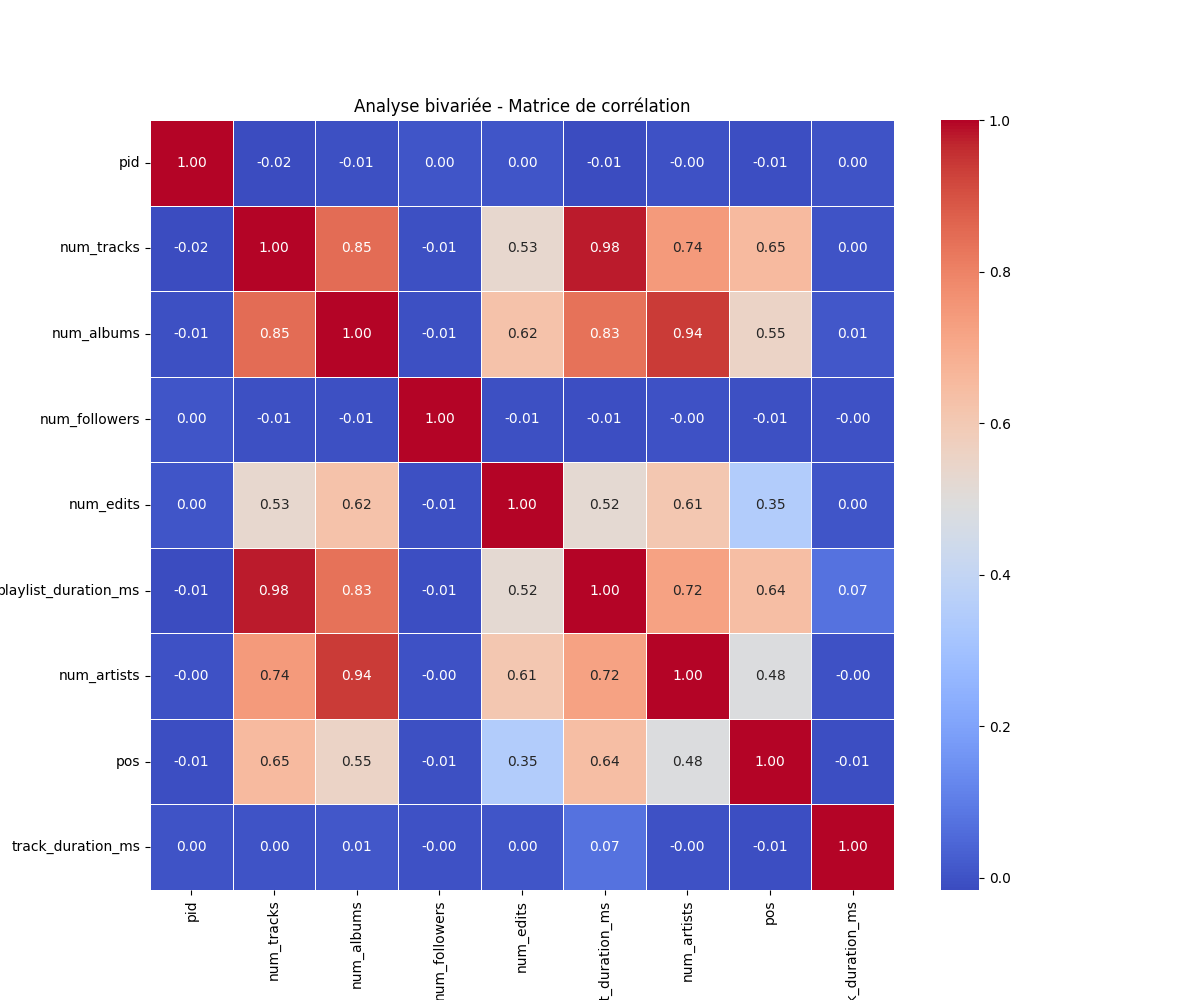 Analyse bivariée - Matrice de corrélation
pid 1.00 -0.02 -0.01 0.00 0.00 -0.01 -0.00 -0.01 0.00
num_tracks -0.02 1.00 0.85 -0.01 0.53 0.98 0.74 0.65 0.00
num_albums -0.01 0.85 1.00 -0.01 0.62 0.83 0.94 0.55 0.01
num_followers 0.00 -0.01 -0.01 1.00 -0.01 -0.01 -0.00 -0.01 -0.00
num_edits 0.00 0.53 0.62 -0.01 1.00 0.52 0.61 0.35 0.00
playlist_duration_ms -0.01 0.98 0.83 -0.01 0.52 1.00 0.72 0.64 0.07
num_artists -0.00 0.74 0.94 -0.00 0.61 0.72 1.00 0.48 -0.00
pos -0.01 0.65 0.55 -0.01 0.35 0.64 0.48 1.00 -0.01
track_duration_ms 0.00 0.00 0.01 -0.00 0.00 0.07 -0.00 -0.01 1.00
pid
num_tracks
num_albums
num_followers
num_edits
t_duration_ms
num_artists
pos
k_duration_ms
1.0
0.8
0.6
0.4
0.2
0.0